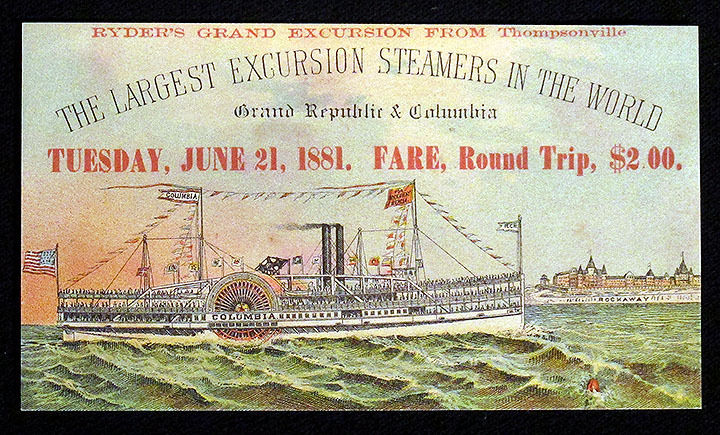 RYDER'S GRAND EXCURSION FROM Thompsonville
THE LARGEST EXCURSION STEAMERS IN THE WORLD
Grand Republic & Columbia
TUESDAY, JUNE 21, 1881. FARE, Round Trip, $2.00.
COLUMBIA
COLUMBIA
ROCKAWAY